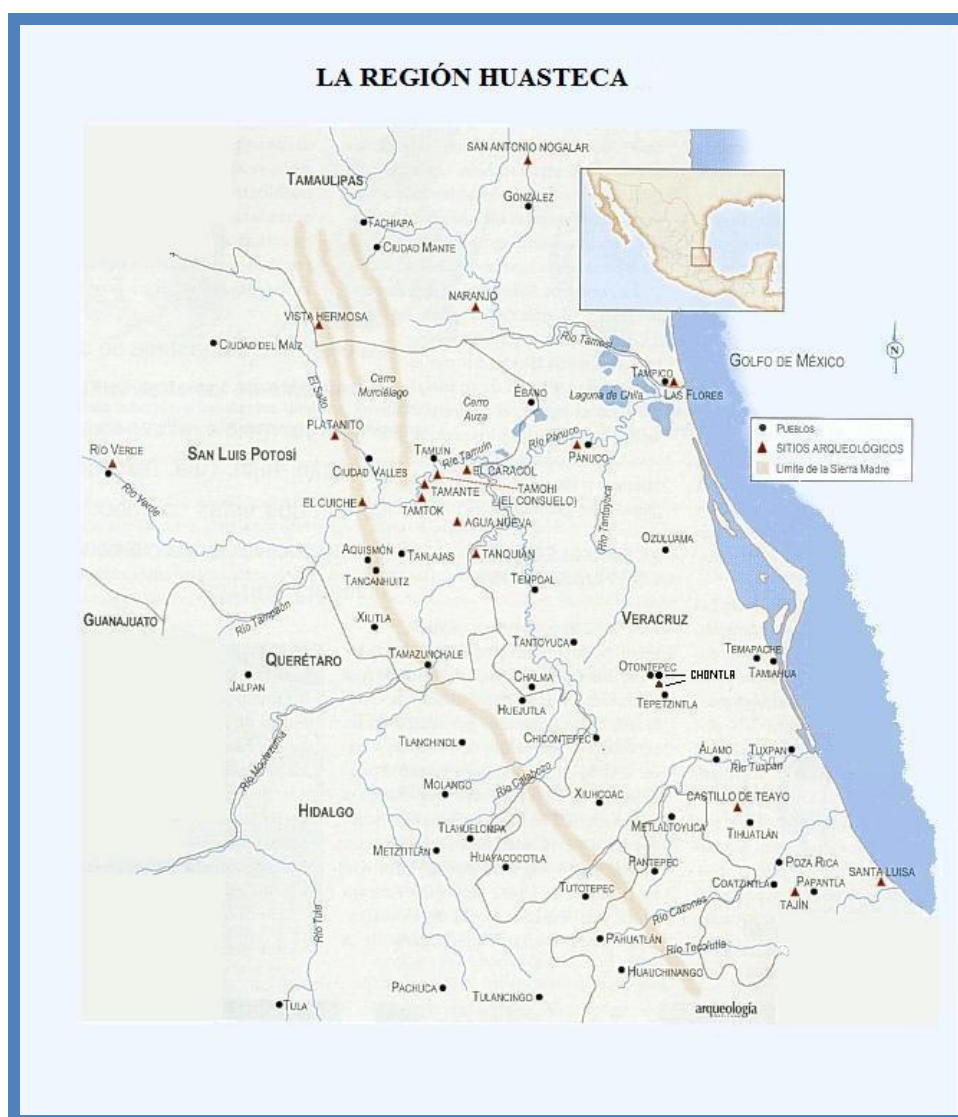 LA REGIÓN HUASTECA
SAN ANTONIO NOGALAR
TAMAULIPAS
GONZÁLEZ
TACHIAPA
CIUDAD MANTE
NARANJO
VISTA HERMOSA
CIUDAD DEL MAÍZ
Río Tamesí
GOLFO DE MÉXICO
N
El Salto
Cerro
Murciélago
TAMPICO
LAS FLORES
Laguna de Chila
ÉBANO
Cerro
Auza
PLATANITO
PUEBLOS
SITIOS ARQUEOLÓGICOS
Límite de la Sierra Madre
RÍO VERDE
SAN LUIS POTOSÍ
TAMUÍN
Río Tamuín
Río Pánuco
PÁNUCO
CIUDAD VALLES
EL CARACOL
TAMANTE
TAMOHI
(EL CONSUELO)
Río Verde
EL CUICHE
TAMTOK
AGUA NUEVA
Río Tantoyuca
OZULUAMA
AQUISMÓN
TANLAJAS
TANQUIÁN
TANCANHUITZ
TEMPOAL
GUANAJUATO
Río Tampaón
XILITLA
VERACRUZ
TANTOYUCA
QUERÉTARO
TAMAZUNCHALE
TEMAPACHE
TAMIAHUA
OTONTEPEC
CHONTLA
JALPAN
CHALMA
TEPETZINTLA
HUEJUTLA
TLANCHINOL
CHICONTEPEC
ÁLAMO
TUXPAN
Río Tuxpan
Río Moctezuma
MOLANGO
Río Calabozo
XIUHCOAC
CASTILLO DE TEAYO
HIDALGO
METLALTOYUCA
TIHUATLÁN
TLAHUELOMPA
METZTITLÁN
HUAYACOCOTLA
PANTEPEC
POZA RICA
SANTA LUISA
COATZINTLA
PAPANTLA
TUTOTEPEC
TAJÍN
Río Cazones
Río Tula
PAHUATLÁN
Río Tecolutla
HUAUCHINANGO
PACHUCA
TULANCINGO
TULA
arqueología